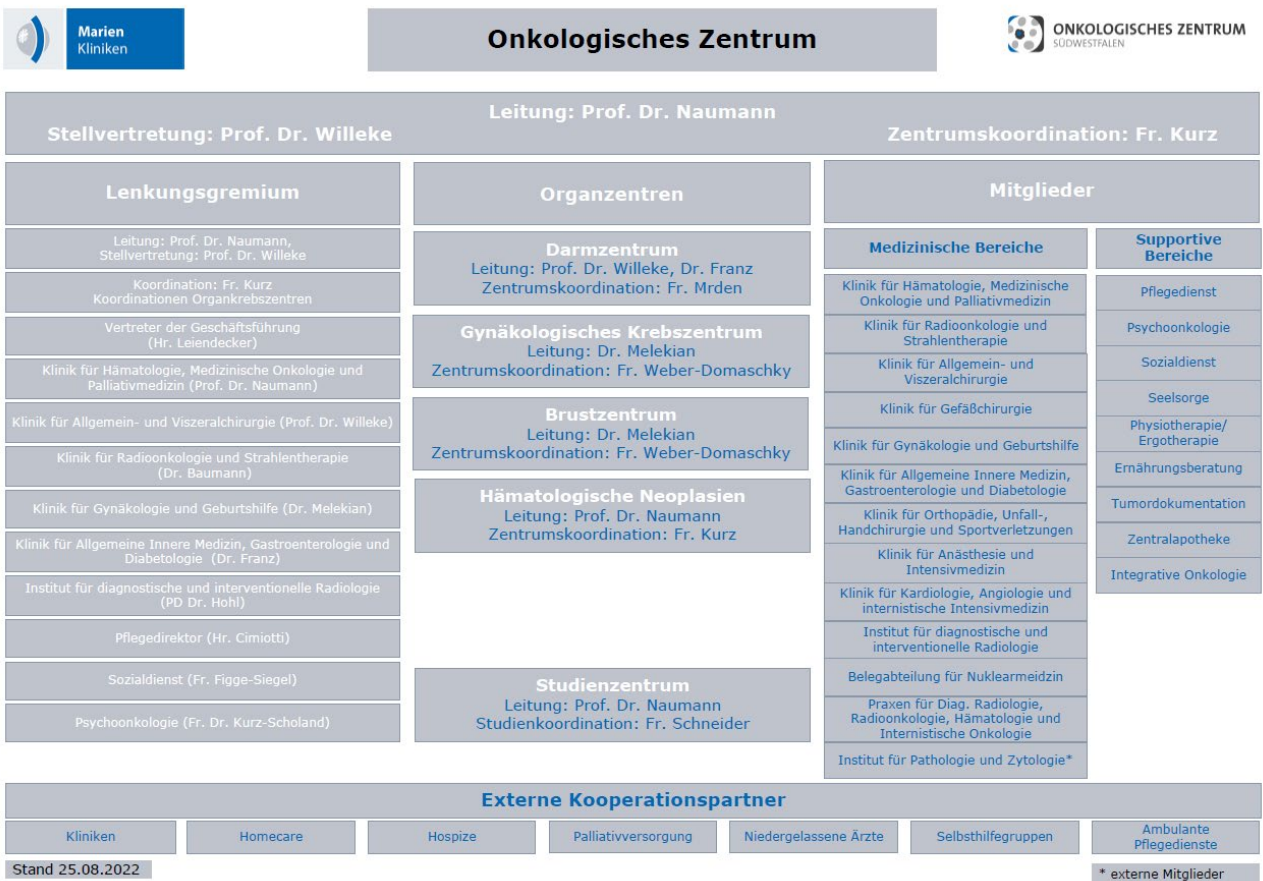 Marien
Kliniken
Onkologisches Zentrum
ONKOLOGISCHES ZENTRUM
SÜDWESTFALEN
Leitung: Prof. Dr. Naumann
Stellvertretung: Prof. Dr. Willeke
Zentrumskoordination: Fr. Kurz
Lenkungsgremium
Leitung: Prof. Dr. Naumann,
Stellvertretung: Prof. Dr. Willeke
Koordination: Fr. Kurz
Koordinationen Organkrebszentren
Vertreter der Geschäftsführung
(Hr. Leiendecker)
Klinik für Hämatologie, Medizinische Onkologie und
Palliativmedizin (Prof. Dr. Naumann)
Klinik für Allgemein- und Viszeralchirurgie (Prof. Dr. Willeke)
Klinik für Radioonkologie und Strahlentherapie
(Dr. Baumann)
Klinik für Gynäkologie und Geburtshilfe (Dr. Melekian)
Klinik für Allgemeine Innere Medizin, Gastroenterologie und
Diabetologie (Dr. Franz)
Institut für diagnostische und interventionelle Radiologie
(PD Dr. Hohl)
Pflegedirektor (Hr. Cimiotti)
Sozialdienst (Fr. Figge-Siegel)
Psychoonkologie (Fr. Dr. Kurz-Scholand)
Organzentren
Darmzentrum
Leitung: Prof. Dr. Willeke, Dr. Franz
Zentrumskoordination: Fr. Mrden
Gynäkologisches Krebszentrum
Leitung: Dr. Melekian
Zentrumskoordination: Fr. Weber-Domaschky
Brustzentrum
Leitung: Dr. Melekian
Zentrumskoordination: Fr. Weber-Domaschky
Hämatologische Neoplasien
Leitung: Prof. Dr. Naumann
Zentrumskoordination: Fr. Kurz
Studienzentrum
Leitung: Prof. Dr. Naumann
Studienkoordination: Fr. Schneider
Mitglieder
Medizinische Bereiche
Klinik für Hämatologie, Medizinische
Onkologie und Palliativmedizin
Klinik für Radioonkologie und
Strahlentherapie
Klinik für Allgemein- und
Viszeralchirurgie
Klinik für Gefäßchirurgie
Klinik für Gynäkologie und Geburtshilfe
Klinik für Allgemeine Innere Medizin,
Gastroenterologie und Diabetologie
Klinik für Orthopädie, Unfall-,
Handchirurgie und Sportverletzungen
Klinik für Anästhesie und
Intensivmedizin
Klinik für Kardiologie, Angiologie und
internistische Intensivmedizin
Institut für diagnostische und
interventionelle Radiologie
Belegabteilung für Nuklearmeidzin
Praxen für Diag. Radiologie,
Radioonkologie, Hämatologie und
Internistische Onkologie
Institut für Pathologie und Zytologie*
Supportive
Bereiche
Pflegedienst
Psychoonkologie
Sozialdienst
Seelsorge
Physiotherapie/
Ergotherapie
Ernährungsberatung
Tumordokumentation
Zentralapotheke
Integrative Onkologie
Externe Kooperationspartner
Kliniken
Homecare
Hospize
Palliativversorgung
Niedergelassene Ärzte
Selbsthilfegruppen
Ambulante
Pflegedienste
Stand 25.08.2022
* externe Mitglieder